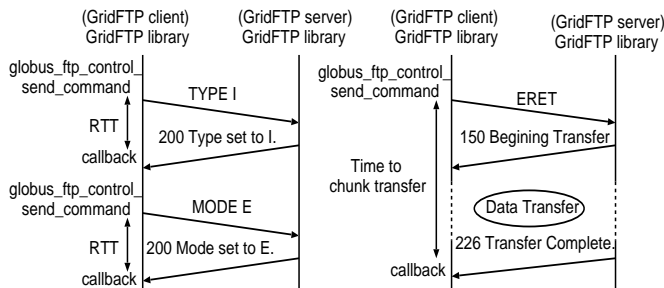 (GridFTP client)
GridFTP library
(GridFTP server)
GridFTP library
globus_ftp_control_
send_command
TYPE I
RTT
200 Type set to I.
callback
globus_ftp_control_
send_command
MODE E
RTT
200 Mode set to E.
callback
(GridFTP client)
GridFTP library
(GridFTP server)
GridFTP library
globus_ftp_control_
send_command
ERET
150 Begining Transfer
Time to
chunk transfer
Data Transfer
226 Transfer Complete.
callback